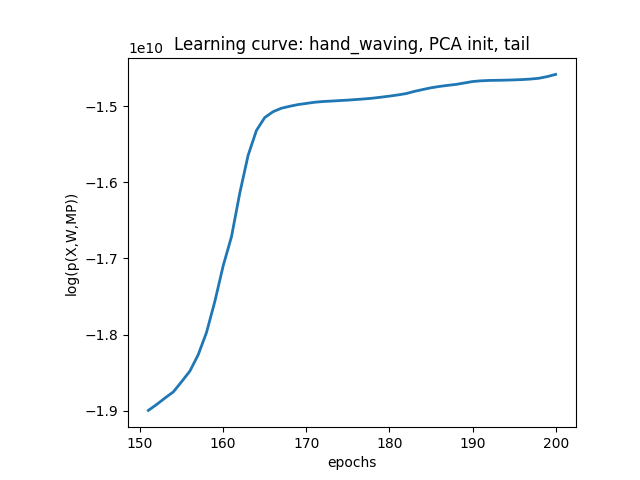 Learning curve: hand_waving, PCA init, tail
1e10
log(p(X,W,MP))
−1.5
−1.6
−1.7
−1.8
−1.9
150
160
170
180
190
200
epochs